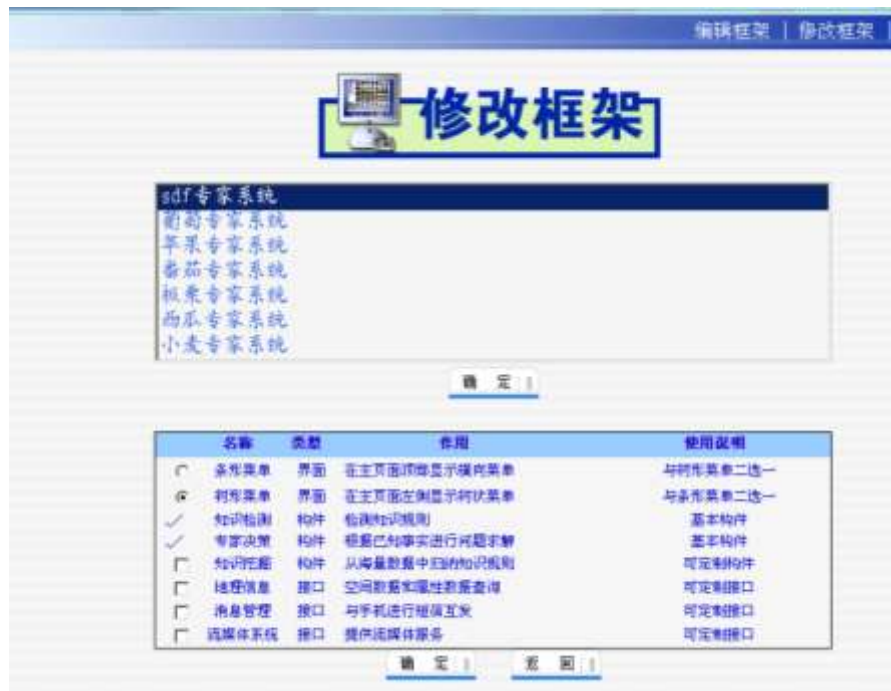 编辑框架 | 修改框架 |
修改框架
sdf专家系统
葡萄专家系统
苹果专家系统
番茄专家系统
板栗专家系统
西瓜专家系统
小麦专家系统
确 定
名称 类型 作用 使用说明
条形菜单 界面 在主页面顶部显示横向菜单 与树形菜单二选一
树形菜单 界面 在主页面左侧显示树状菜单 与条形菜单二选一
知识检测 构件 检测知识规则 基本构件
专家决策 构件 根据已知事实进行问题求解 基本构件
知识挖掘 构件 从海量数据中归纳知识规则 可定制构件
地理信息 接口 空间数据和属性数据查询 可定制接口
消息管理 接口 与手机进行短信互发 可定制接口
流媒体系统 接口 提供流媒体服务 可定制接口
确 定 返 回